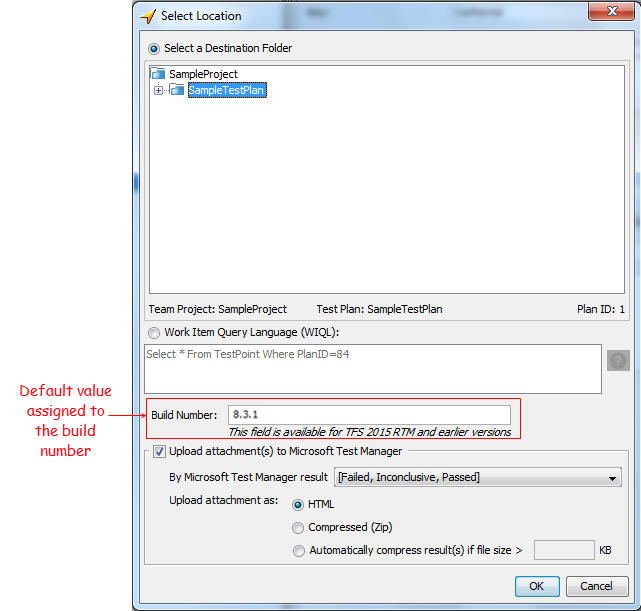 Select Location
Select a Destination Folder
SampleProject
SampleTestPlan
Team Project: SampleProject Test Plan: SampleTestPlan Plan ID: 1
Work Item Query Language (WIQL):
Select * From TestPoint Where PlanID=84
?
Default value
assigned to
the build
number
Build Number: 8.3.1
This field is available for TFS 2015 RTM and earlier versions
Upload attachment(s) to Microsoft Test Manager
By Microsoft Test Manager result [Failed, Inconclusive, Passed]
Upload attachment as: HTML
Compressed (Zip)
Automatically compress result(s) if file size > KB
OK Cancel